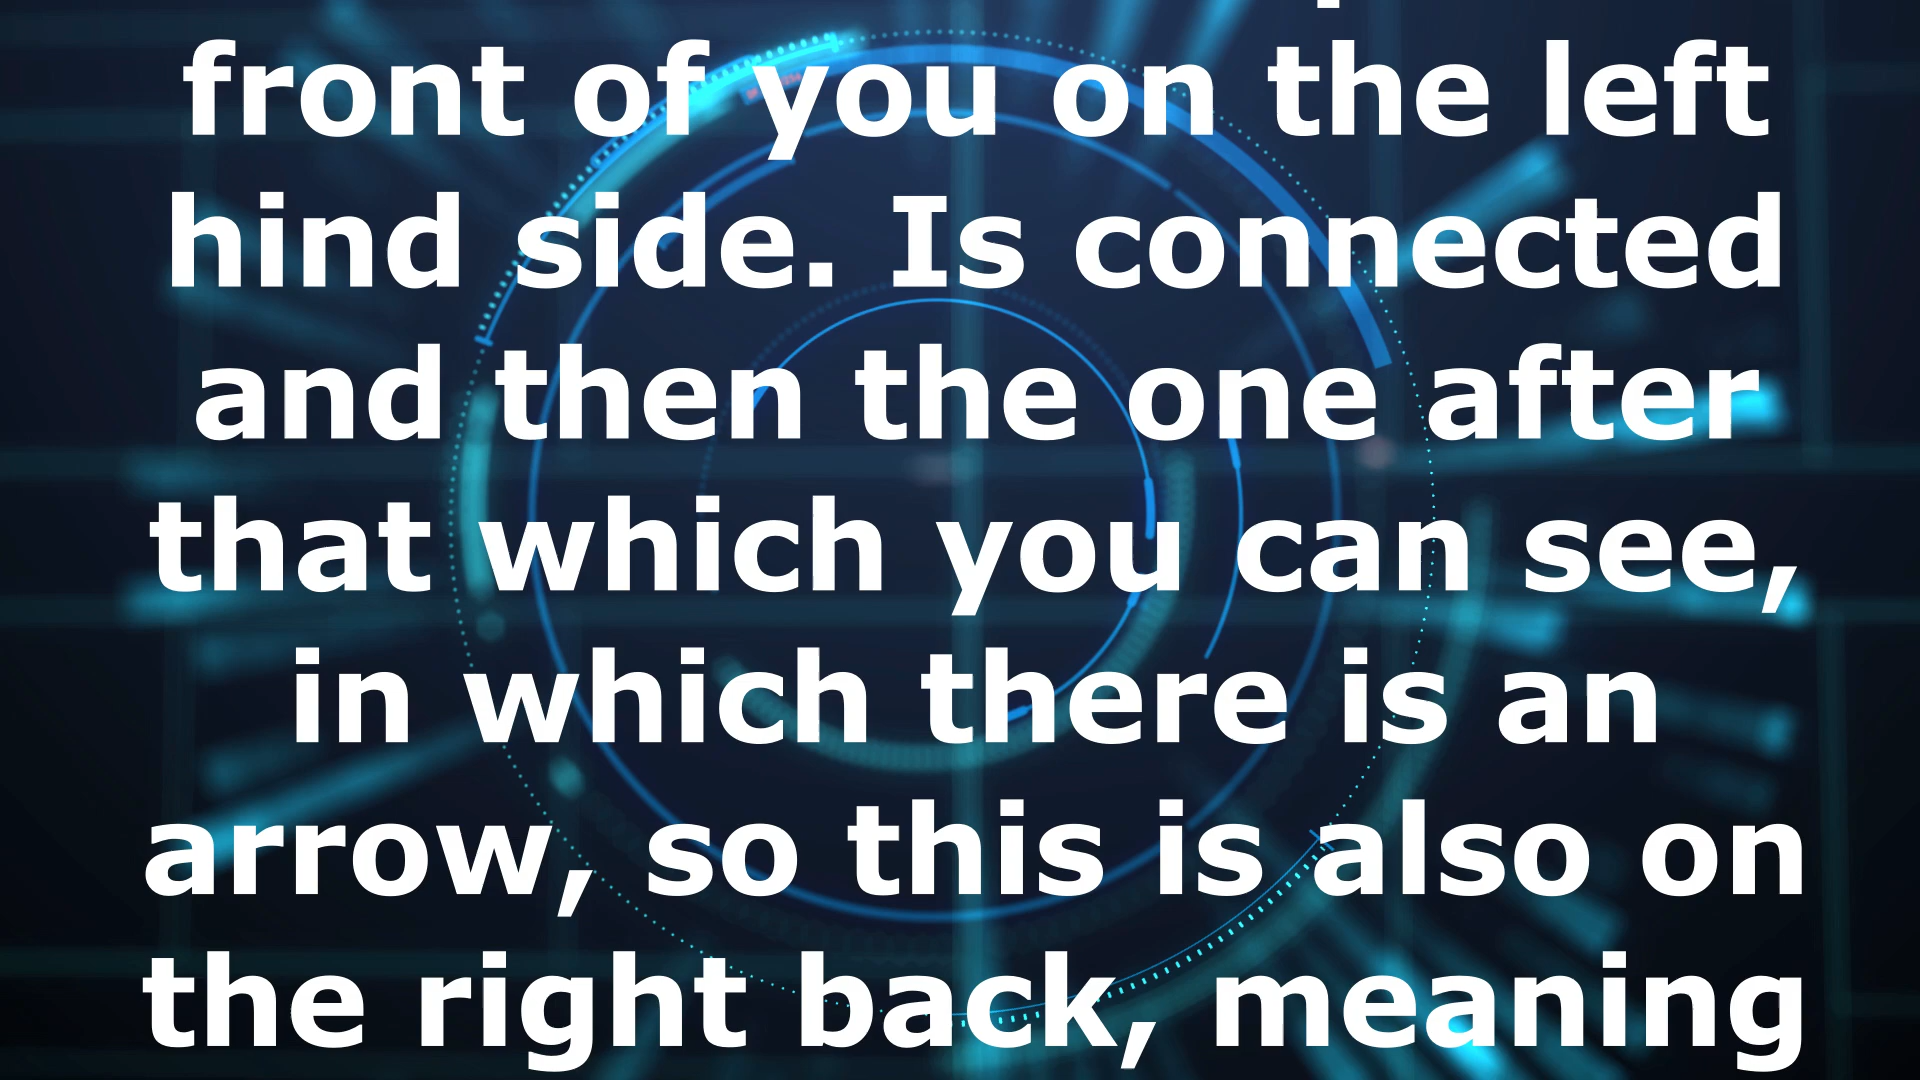 front of you on the left
hind side. Is connected
and then the one after
that which you can see,
in which there is an
arrow, so this is also on
the right back, meaning